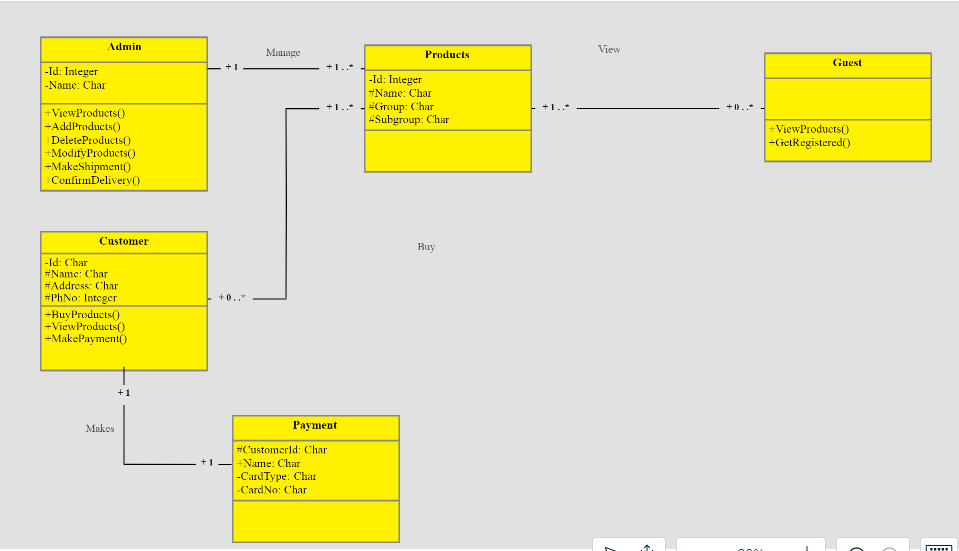 Admin
-Id: Integer
-Name: Char
+ViewProducts()
+AddProducts()
+DeleteProducts()
+ModifyProducts()
+MakeShipment()
+ConfirmDelivery()
Manage
+1
+1..*
Products
-Id: Integer
#Name: Char
#Group: Char
#Subgroup: Char
+1..*
+1..*
View
+0..*
Guest
+ViewProducts()
+GetRegistered()
Buy
Customer
-Id: Char
#Name: Char
#Address: Char
#PhNo: Integer
+BuyProducts()
+ViewProducts()
+MakePayment()
+0..*
+1
Makes
+1
Payment
#CustomerId: Char
+Name: Char
-CardType: Char
-CardNo: Char